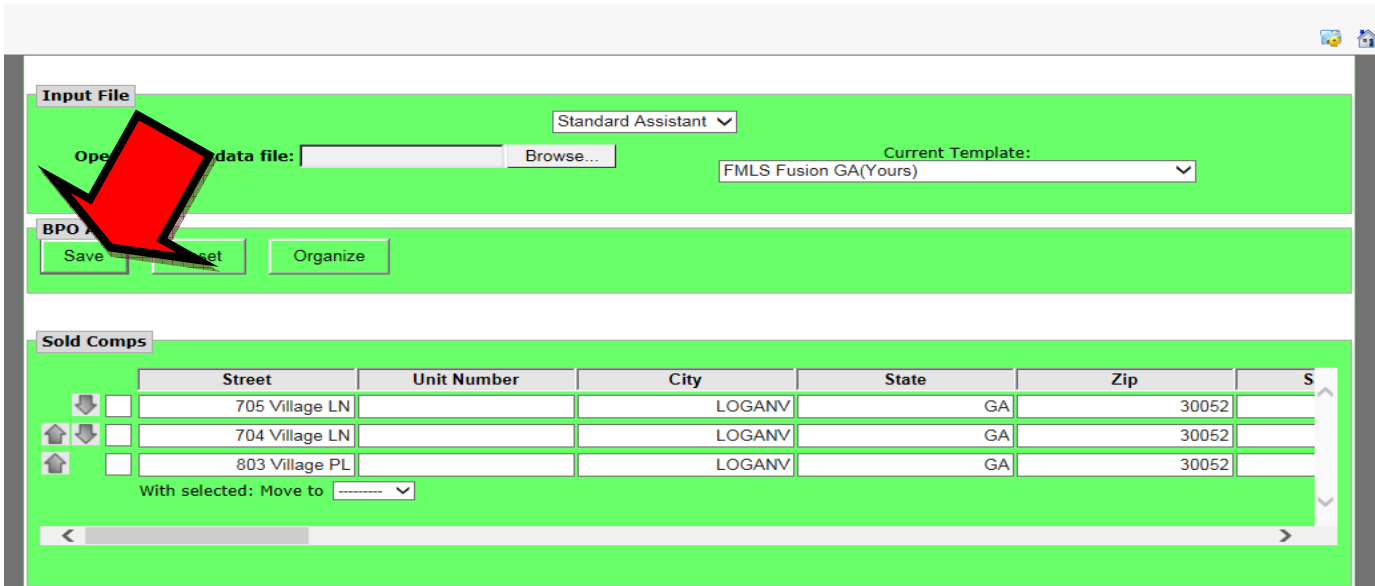 Input File
Standard Assistant
Ope data file: Browse...
Current Template:
FMLS Fusion GA(Yours)
BPO A
Save set Organize
Sold Comps
Street Unit Number City State Zip S
705 Village LN LOGANV GA 30052
704 Village LN LOGANV GA 30052
803 Village PL LOGANV GA 30052
With selected: Move to ---------